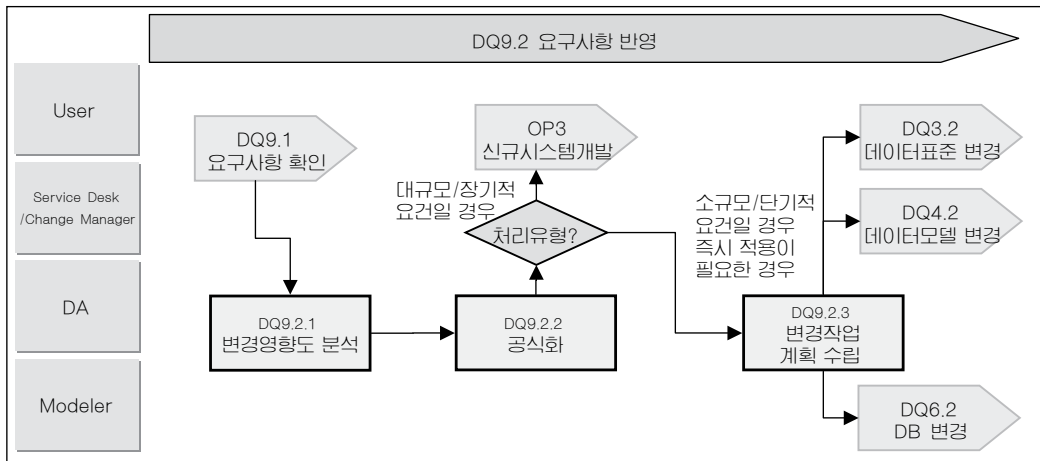 DQ9.2 요구사항 반영
User
Service Desk
/Change Manager
DA
Modeler
DQ9.1
요구사항 확인
OP3
신규시스템개발
대규모/장기적
요건일 경우
처리유형?
소규모/단기적
요건일 경우
즉시 적용이
필요한 경우
DQ3.2
데이터표준 변경
DQ4.2
데이터모델 변경
DQ9.2.1
변경영향도 분석
DQ9.2.2
공식화
DQ9.2.3
변경작업
계획 수립
DQ6.2
DB 변경